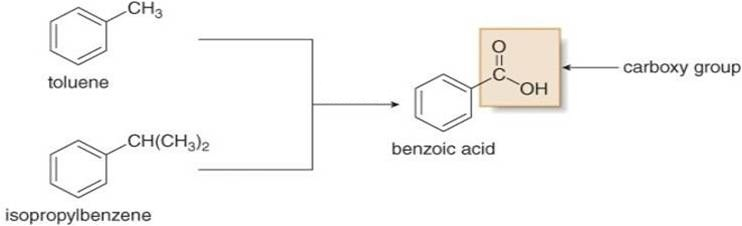 CH₃
toluene
CH(CH₃)₂
isopropylbenzene
O
C
OH
benzoic acid
carboxy group